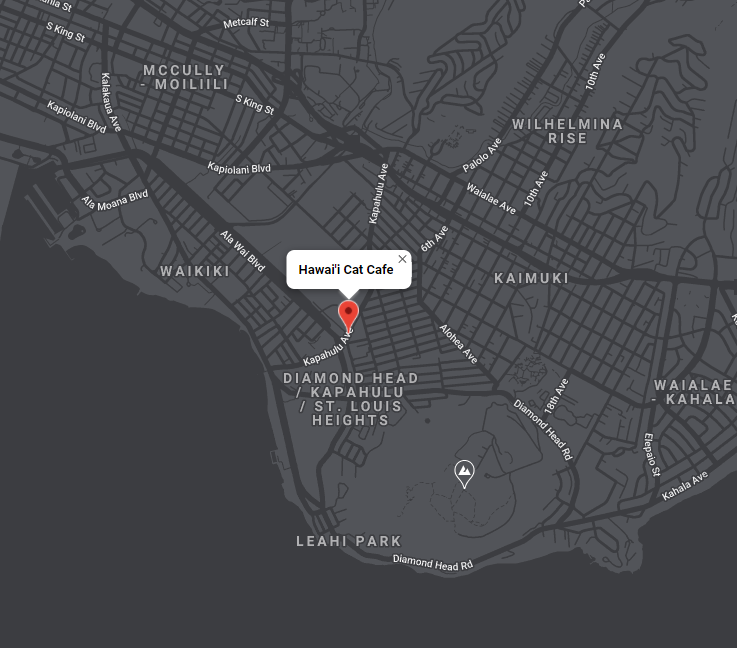 S King St
Metcalf St
MCCULLY
- MOILIILI
Kalakaua Ave
Kapiolani Blvd
S King St
10th Ave
WILHELMINA
RISE
Palolo Ave
Kapiolani Blvd
Kapahulu Ave
Waialae Ave
10th Ave
Ala Moana Blvd
Ala Wai Blvd
6th Ave
WAIKIKI
Hawai'i Cat Cafe
KAIMUKI
Kapahulu Ave
Alohea Ave
DIAMOND HEAD
/ KAPAHULU
/ ST. LOUIS
HEIGHTS
18th Ave
WAIALAE
- KAHALA
Diamond Head Rd
Elepaio St
Kahala Ave
LEAHI PARK
Diamond Head Rd